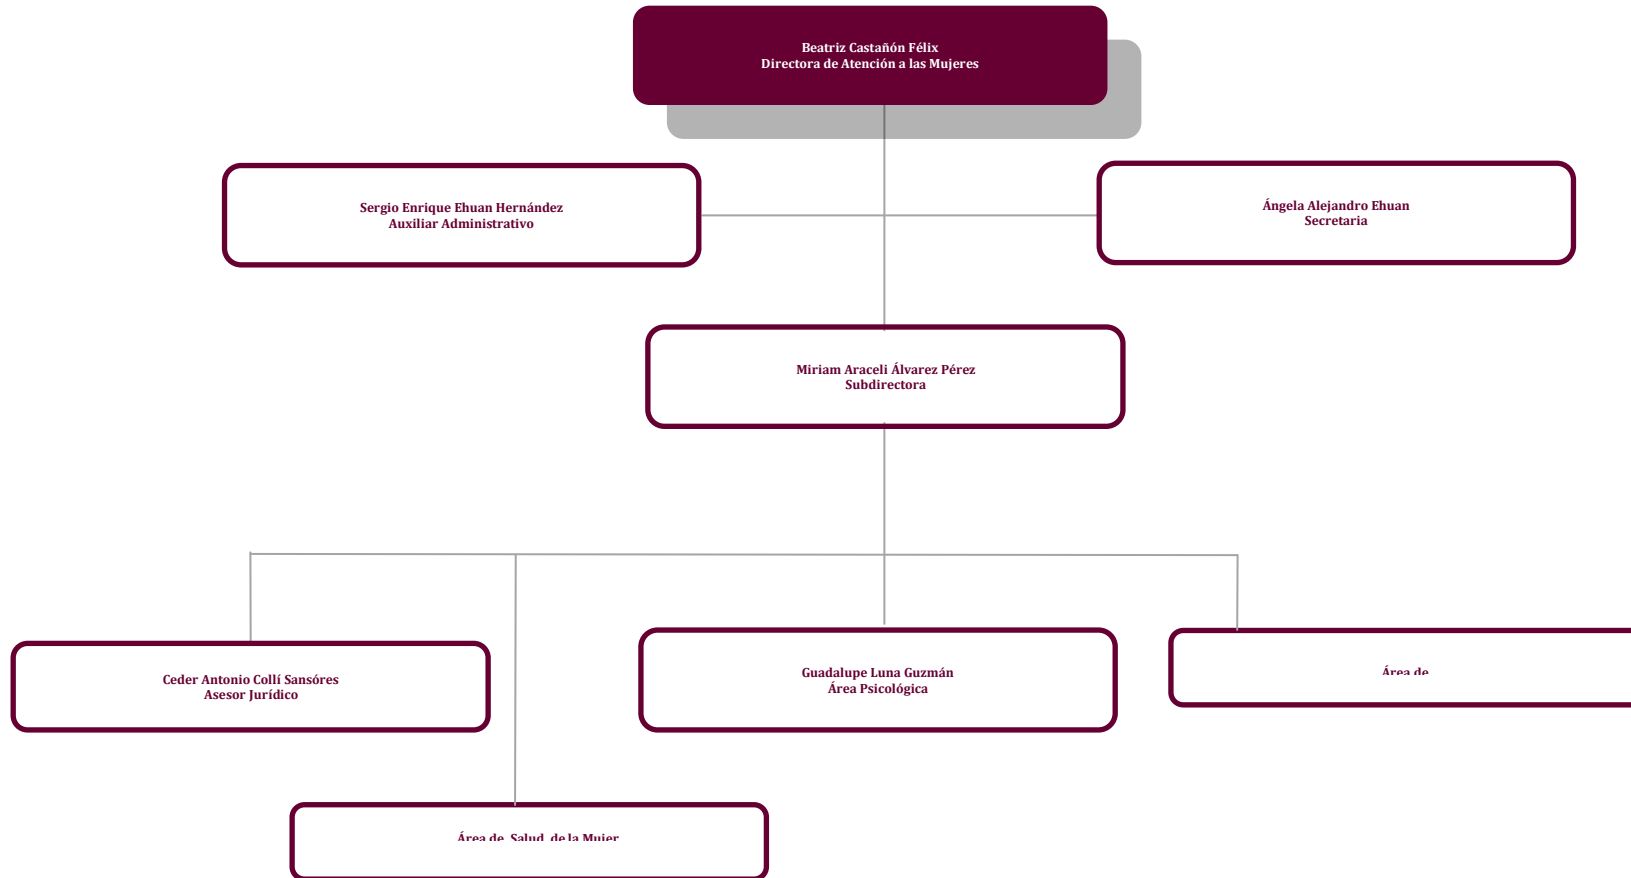 Beatriz Castañón Félix
Directora de Atención a las Mujeres
Sergio Enrique Ehuan Hernández
Auxiliar Administrativo
Ángela Alejandro Ehuan
Secretaria
Miriam Araceli Álvarez Pérez
Subdirectora
Ceder Antonio Collí Sansóres
Asesor Jurídico
Guadalupe Luna Guzmán
Área Psicológica
Área de
Área de Salud de la Mujer